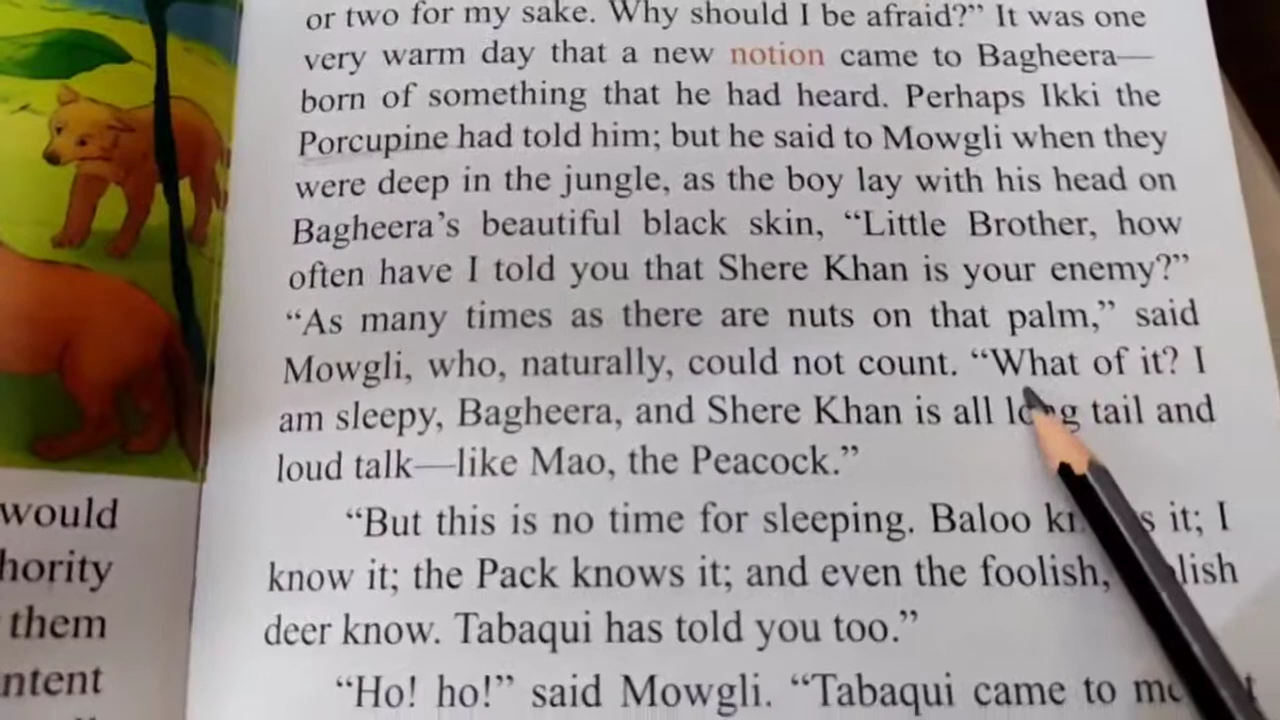 would
hority
them
ntent
or two for my sake. Why should I be afraid?” It was one
very warm day that a new notion came to Bagheera—
born of something that he had heard. Perhaps Ikki the
Porcupine had told him; but he said to Mowgli when they
were deep in the jungle, as the boy lay with his head on
Bagheera’s beautiful black skin, “Little Brother, how
often have I told you that Shere Khan is your enemy?”
“As many times as there are nuts on that palm,” said
Mowgli, who, naturally, could not count. “What of it? I
am sleepy, Bagheera, and Shere Khan is all long tail and
loud talk—like Mao, the Peacock.”
“But this is no time for sleeping. Baloo knows it; I
know it; the Pack knows it; and even the foolish, foolish
deer know. Tabaqui has told you too.”
“Ho! ho!” said Mowgli. “Tabaqui came to me